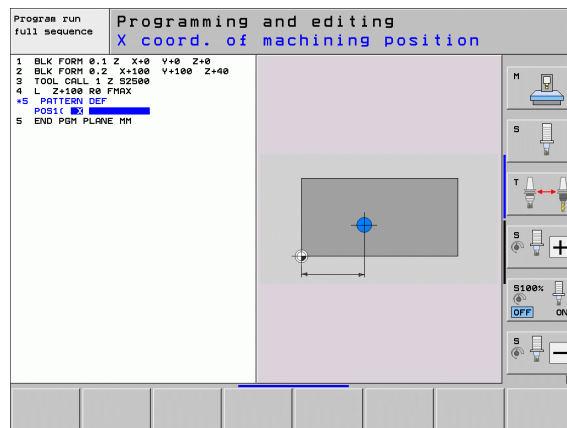 Program run
full sequence
Programming and editing
X coord. of machining position
1 BLK FORM 0.1 Z X+0 Y+0 Z+0
2 BLK FORM 0.2 X+100 Y+100 Z+40
3 TOOL CALL 1 Z S2500
4 L Z+100 R0 FMAX
*5 PATTERN DEF
POS1( X
5 END PGM PLANE MM
M
S
T
S
+
S100%
OFF ON
S
-